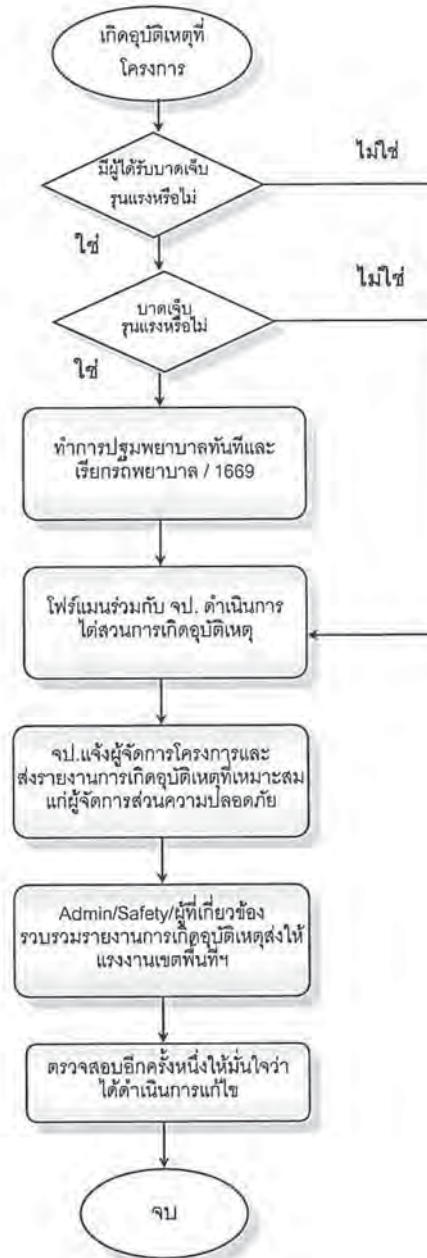 เกิดอุบัติเหตุที่
โครงการ
ไม่ใช่
มีผู้ได้รับบาดเจ็บ
รุนแรงหรือไม่
ใช่
ไม่ใช่
บาดเจ็บ
รุนแรงหรือไม่
ใช่
ทำการปฐมพยาบาลทันทีและ
เรียกรถพยาบาล / 1669
โฟร์แมนร่วมกับ จป. ดำเนินการ
ไต่สวนการเกิดอุบัติเหตุ
จป.แจ้งผู้จัดการโครงการและ
ส่งรายงานการเกิดอุบัติเหตุที่เหมาะสม
แก่ผู้จัดการส่วนความปลอดภัย
Admin/Safety/ผู้ที่เกี่ยวข้อง
รวบรวมรายงานการเกิดอุบัติเหตุส่งให้
แรงงานเขตพื้นที่ฯ
ตรวจสอบอีกครั้งหนึ่งให้มั่นใจว่า
ได้ดำเนินการแก้ไข
จบ